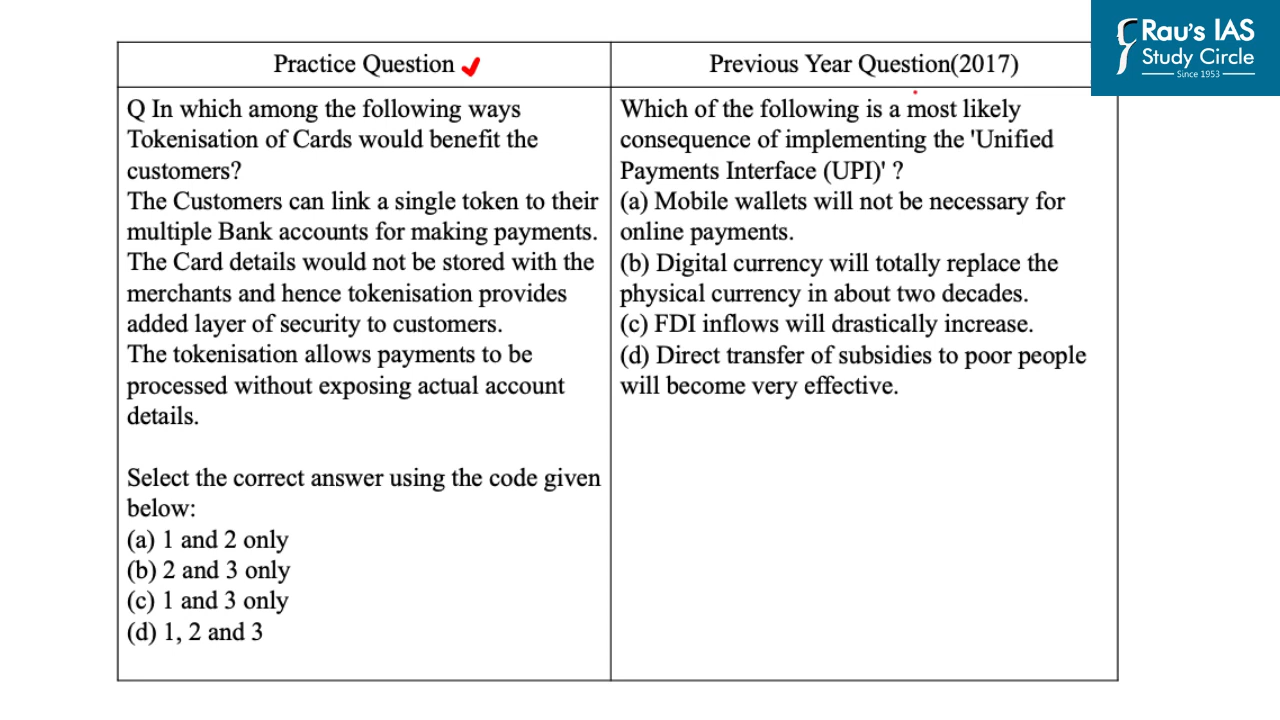 Rau's IAS
Study Circle
Since 1953
Practice Question
Q In which among the following ways
Tokenisation of Cards would benefit the
customers?
The Customers can link a single token to their
multiple Bank accounts for making payments.
The Card details would not be stored with the
merchants and hence tokenisation provides
added layer of security to customers.
The tokenisation allows payments to be
processed without exposing actual account
details.
Select the correct answer using the code given
below:
(a) 1 and 2 only
(b) 2 and 3 only
(c) 1 and 3 only
(d) 1, 2 and 3
Previous Year Question(2017)
Which of the following is a most likely
consequence of implementing the 'Unified
Payments Interface (UPI)' ?
(a) Mobile wallets will not be necessary for
online payments.
(b) Digital currency will totally replace the
physical currency in about two decades.
(c) FDI inflows will drastically increase.
(d) Direct transfer of subsidies to poor people
will become very effective.